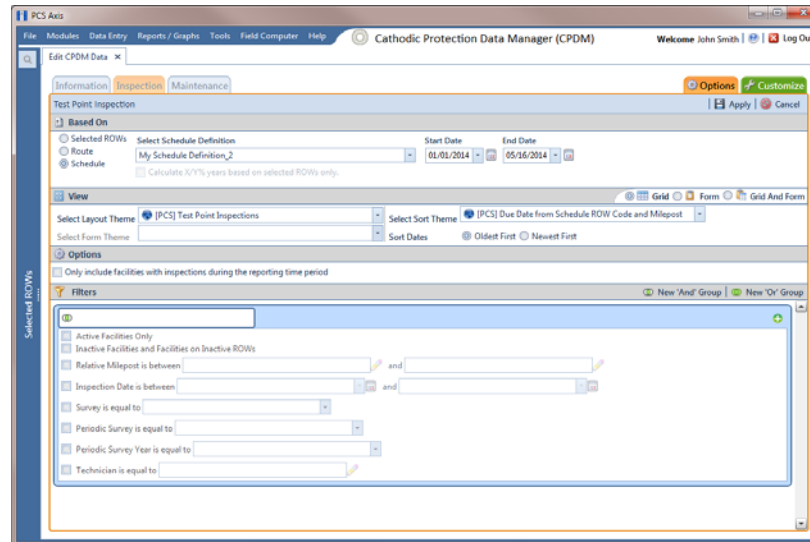 PCS Axis
File Modules Data Entry Reports / Graphs Tools Field Computer Help Cathodic Protection Data Manager (CPDM) Welcome John Smith | | Log Ou
Edit CPDM Data ×
Information Inspection Maintenance Options Customize
Test Point Inspection | Apply | Cancel
Based On
Selected ROWs Select Schedule Definition Start Date End Date
Route My Schedule Definition_2 01/01/2014 05/16/2014
Schedule
Calculate X/Y% years based on selected ROWs only.
View Grid Form Grid And Form
Select Layout Theme [PCS] Test Point Inspections Select Sort Theme [PCS] Due Date from Schedule ROW Code and Milepost
Select Form Theme Sort Dates Oldest First Newest First
Options
Only include facilities with inspections during the reporting time period
Filters New 'And' Group | New 'Or' Group
Active Facilities Only
Inactive Facilities and Facilities on Inactive ROWs
Relative Milepost is between and
Inspection Date is between and
Survey is equal to
Periodic Survey is equal to
Periodic Survey Year is equal to
Technician is equal to
Selected ROWs